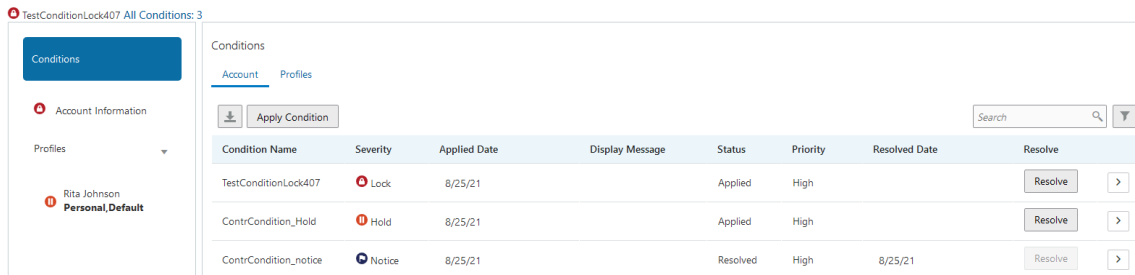 TestConditionLock407 All Conditions: 3
Conditions
Account Information
Profiles
Rita Johnson
Personal,Default
Conditions
Account Profiles
Apply Condition Search
Condition Name Severity Applied Date Display Message Status Priority Resolved Date Resolve
TestConditionLock407 Lock 8/25/21 Applied High Resolve
ContrCondition_Hold Hold 8/25/21 Applied High Resolve
ContrCondition_notice Notice 8/25/21 Resolved High 8/25/21 Resolve